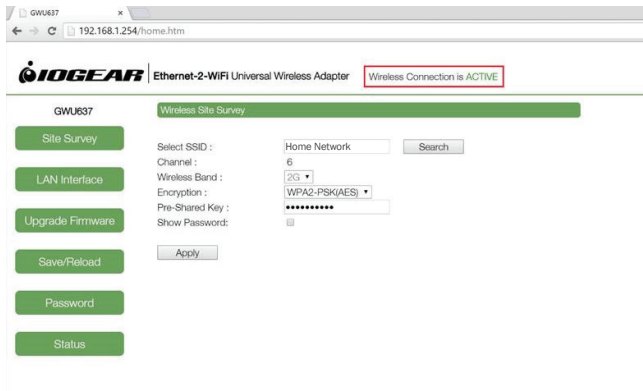 GWU637
192.168.1.254/home.htm
IOGEAR Ethernet-2-WiFi Universal Wireless Adapter Wireless Connection is ACTIVE
GWU637
Wireless Site Survey
Site Survey
LAN Interface
Upgrade Firmware
Save/Reload
Password
Status
Select SSID : Home Network Search
Channel : 6
Wireless Band : 2G
Encryption : WPA2-PSK(AES)
Pre-Shared Key : ••••••••••
Show Password:
Apply